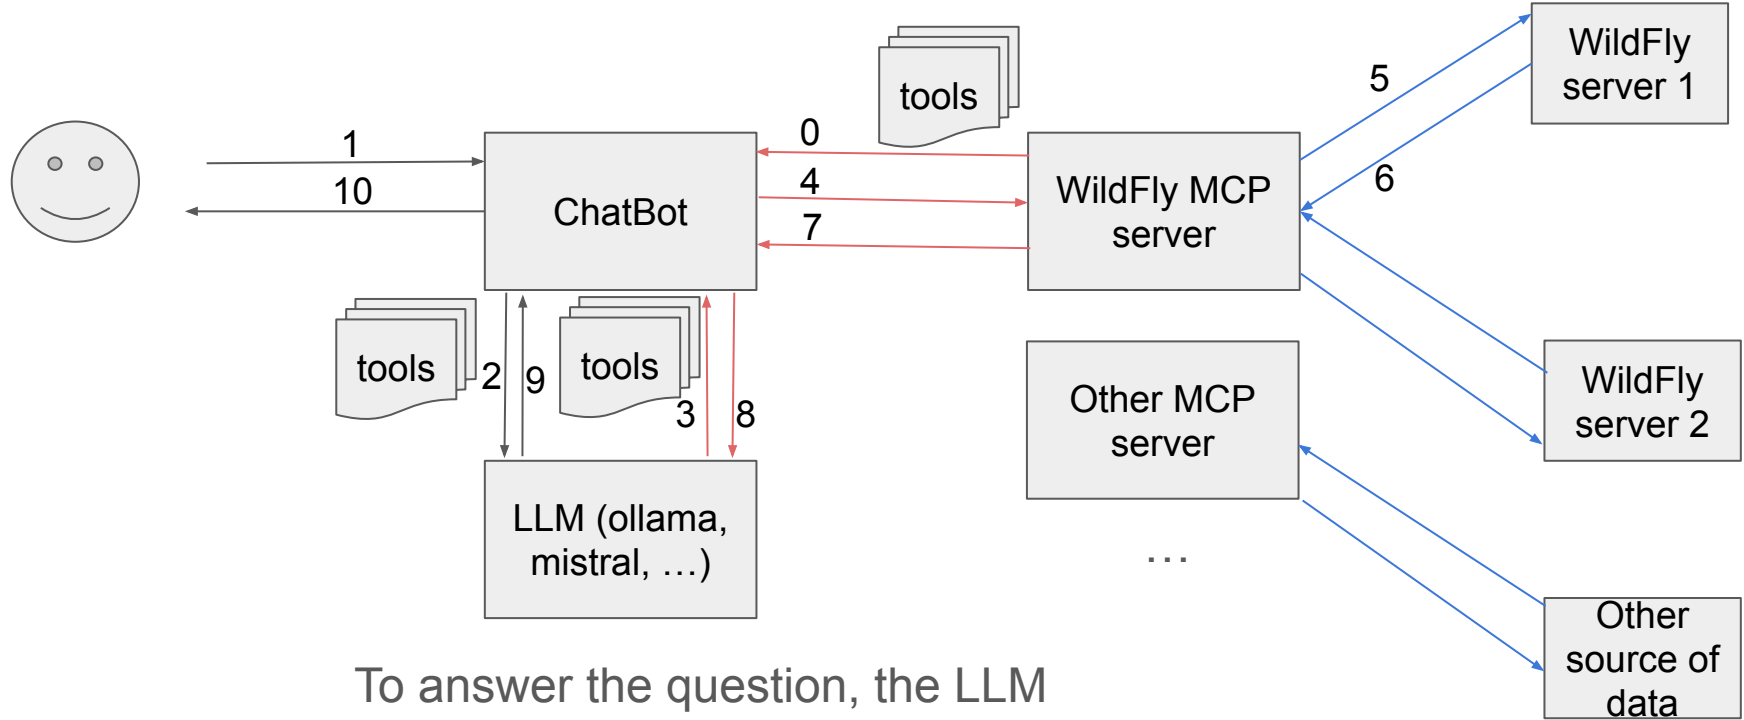 WildFly
server 1
5
tools
0
1
4
6
10
WildFly MCP
server
ChatBot
7
tools
2
9
tools
3
8
Other MCP
server
WildFly
server 2
LLM (ollama,
mistral, …)
…
Other
source of
data
To answer the question, the LLM